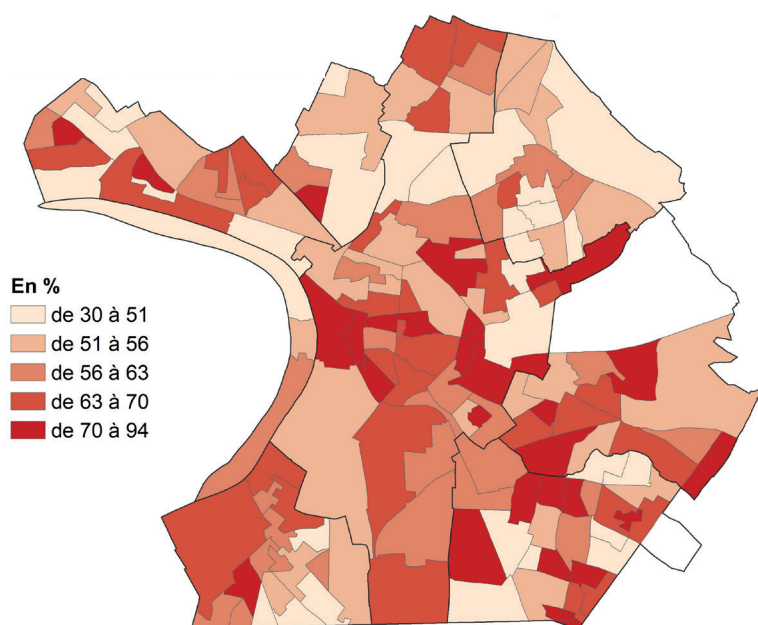 En %
de 30 à 51
de 51 à 56
de 56 à 63
de 63 à 70
de 70 à 94